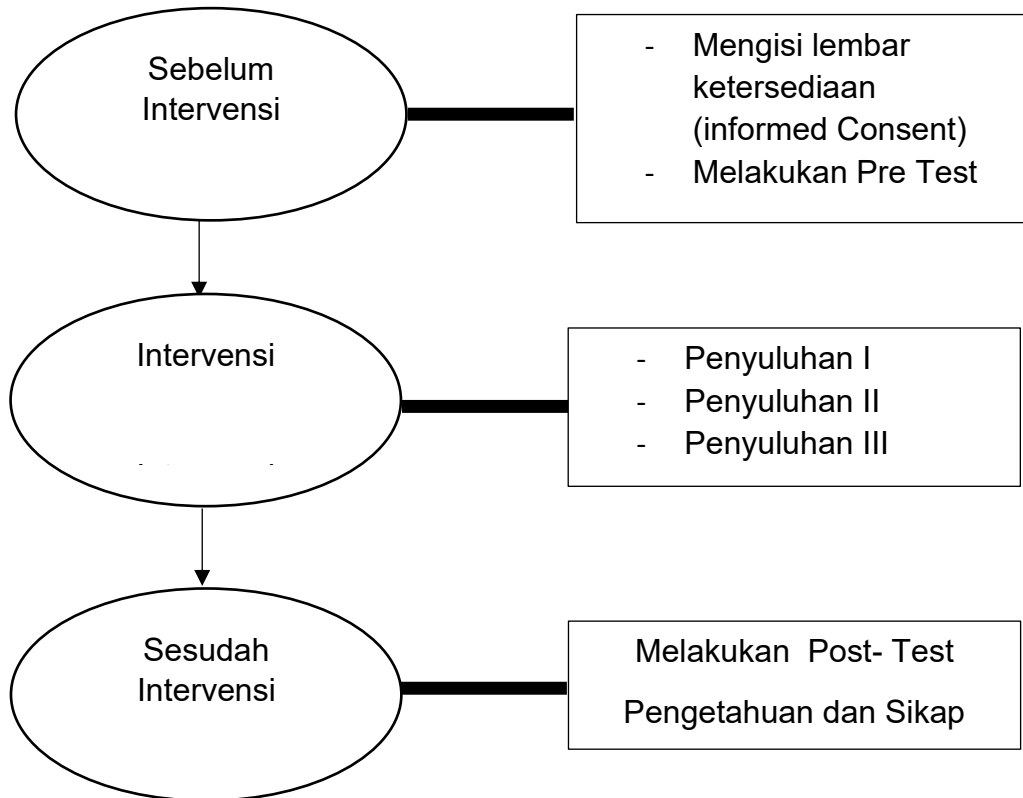 Sebelum
Intervensi
- Mengisi lembar
ketersediaan
(informed Consent)
- Melakukan Pre Test
Intervensi
- Penyuluhan I
- Penyuluhan II
- Penyuluhan III
Sesudah
Intervensi
Melakukan Post- Test
Pengetahuan dan Sikap